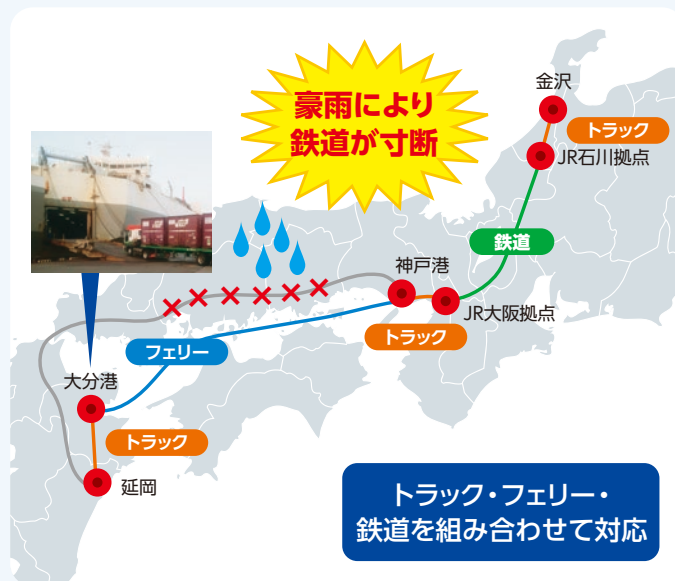 豪雨により
鉄道が寸断
金沢
トラック
JR石川拠点
鉄道
神戸港
JR大阪拠点
トラック
フェリー
大分港
トラック
延岡
トラック・フェリー・
鉄道を組み合わせて対応